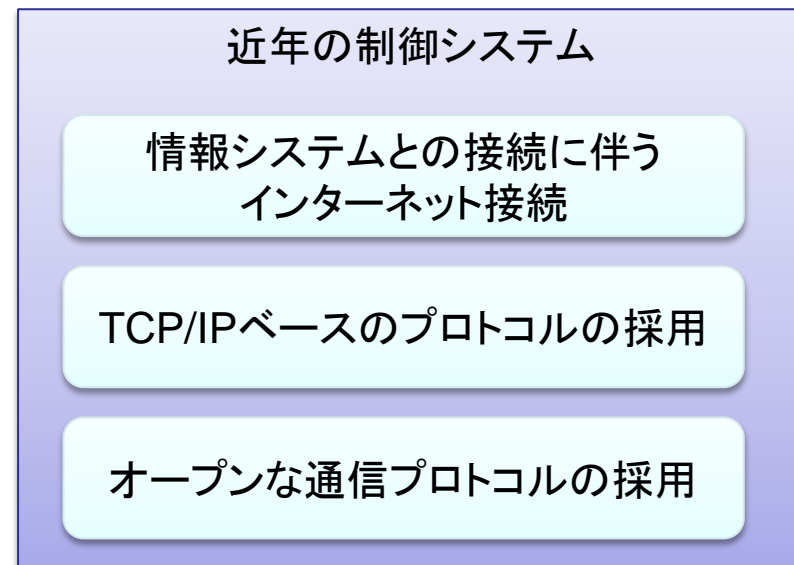 近年の制御システム
情報システムとの接続に伴う
インターネット接続
TCP/IPベースのプロトコルの採用
オープンな通信プロトコルの採用